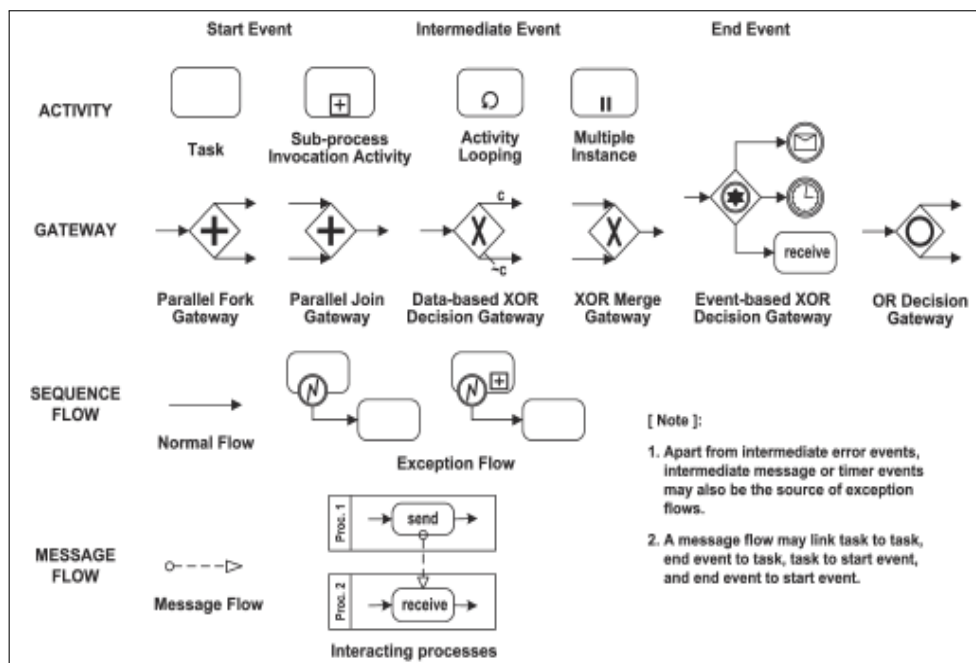 Start Event
Intermediate Event
End Event
ACTIVITY
Task
Sub-process
Invocation Activity
Activity
Looping
Multiple
Instance
GATEWAY
C
~C
receive
Parallel Fork
Gateway
Parallel Join
Gateway
Data-based XOR
Decision Gateway
XOR Merge
Gateway
Event-based XOR
Decision Gateway
OR Decision
Gateway
SEQUENCE
FLOW
Normal Flow
Exception Flow
[ Note ]:
1. Apart from intermediate error events,
intermediate message or timer events
may also be the source of exception
flows.
2. A message flow may link task to task,
end event to task, task to start event,
and end event to start event.
MESSAGE
FLOW
Message Flow
Proc. 1
send
Proc. 2
receive
Interacting processes